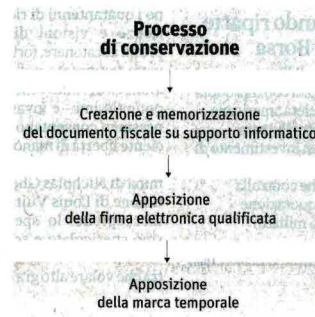 Processo
di conservazione
Creazione e memorizzazione
del documento fiscale su supporto informatico
Apposizione
della firma elettronica qualificata
Apposizione
della marca temporale